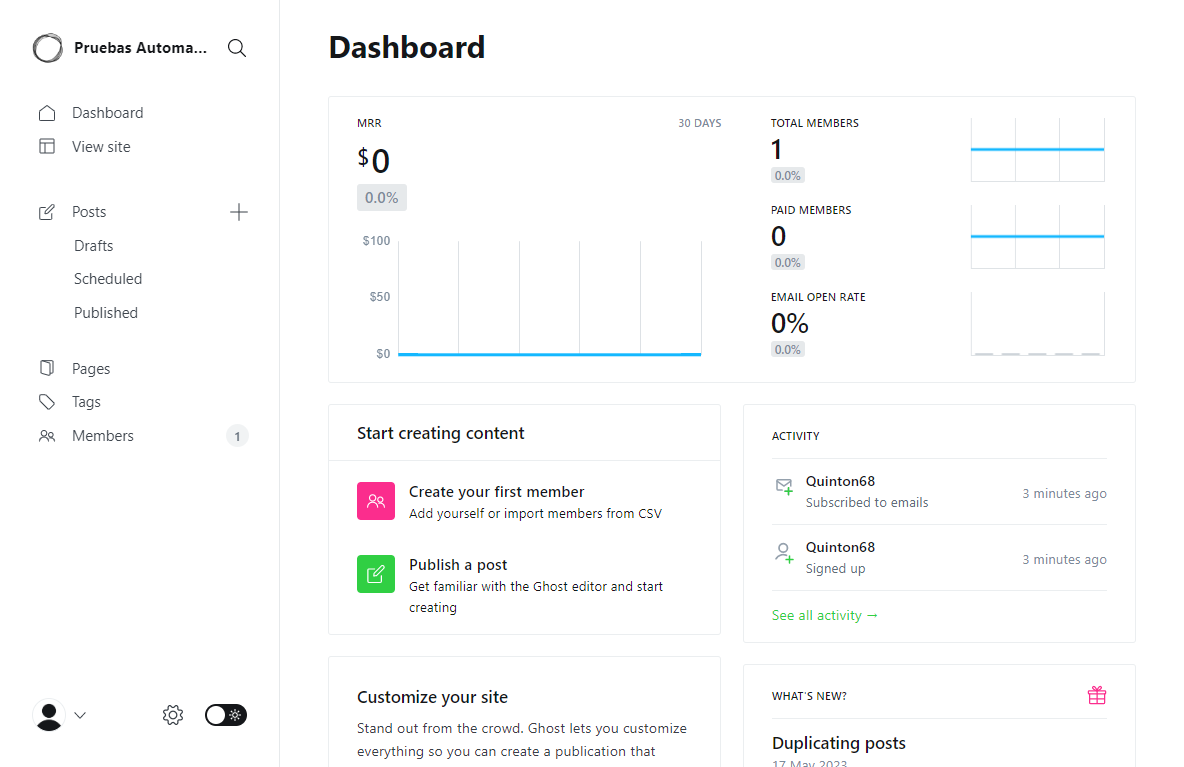 Pruebas Automa...
Dashboard
View site
Posts
Drafts
Scheduled
Published
Pages
Tags
Members 1
Dashboard
MRR 30 DAYS
$0
0.0%
$100
$50
$0
TOTAL MEMBERS
1
0.0%
PAID MEMBERS
0
0.0%
EMAIL OPEN RATE
0%
0.0%
Start creating content
Create your first member
Add yourself or import members from CSV
Publish a post
Get familiar with the Ghost editor and start
creating
ACTIVITY
Quinton68
Subscribed to emails
3 minutes ago
Quinton68
Signed up
3 minutes ago
See all activity →
Customize your site
Stand out from the crowd. Ghost lets you customize
everything so you can create a publication that
WHAT'S NEW?
Duplicating posts
17 May 2023